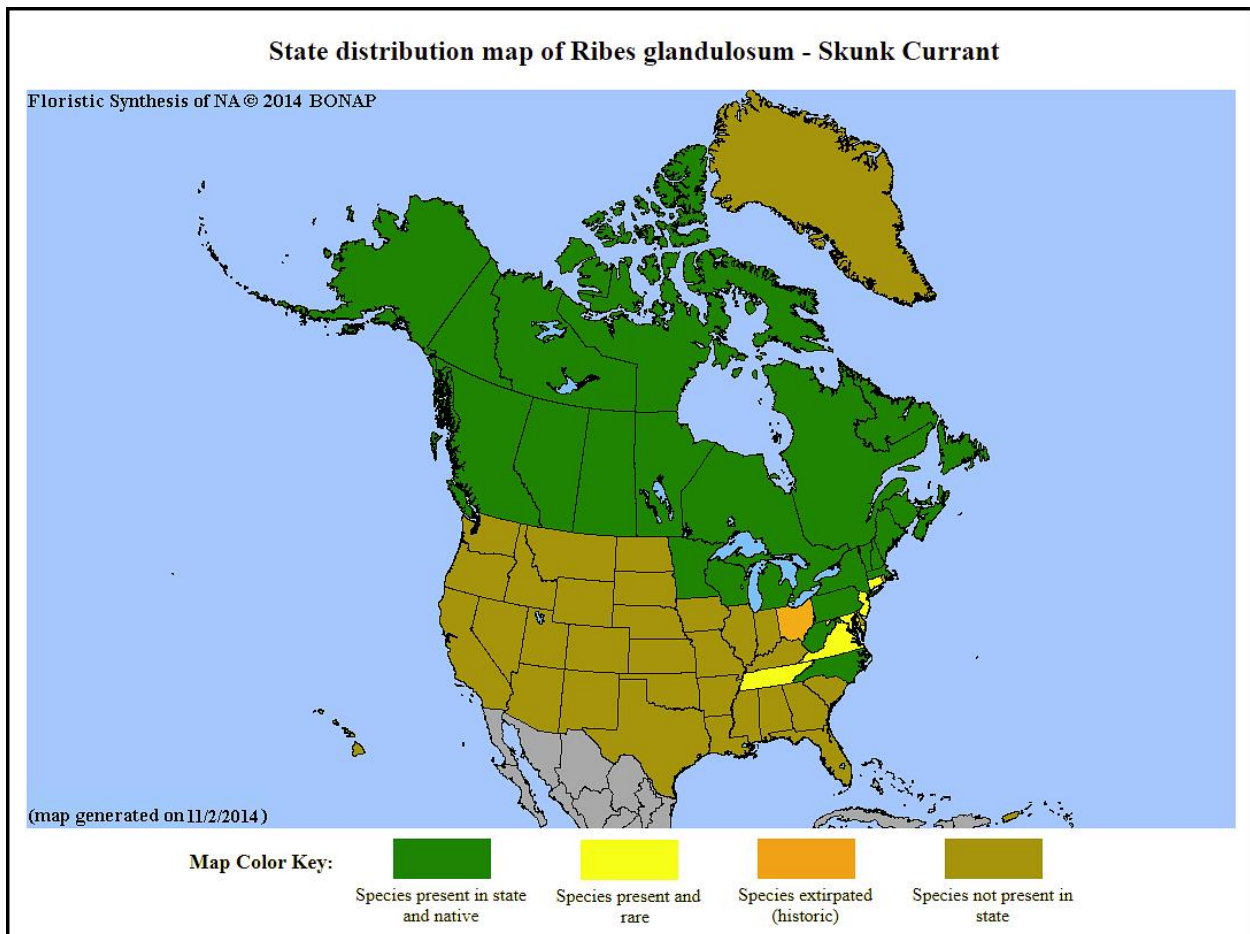 State distribution map of Ribes glandulosum - Skunk Currant
Floristic Synthesis of NA © 2014 BONAP
(map generated on 11/2/2014)
Map Color Key:
Species present in state
and native
Species present and
rare
Species extirpated
(historic)
Species not present in
state